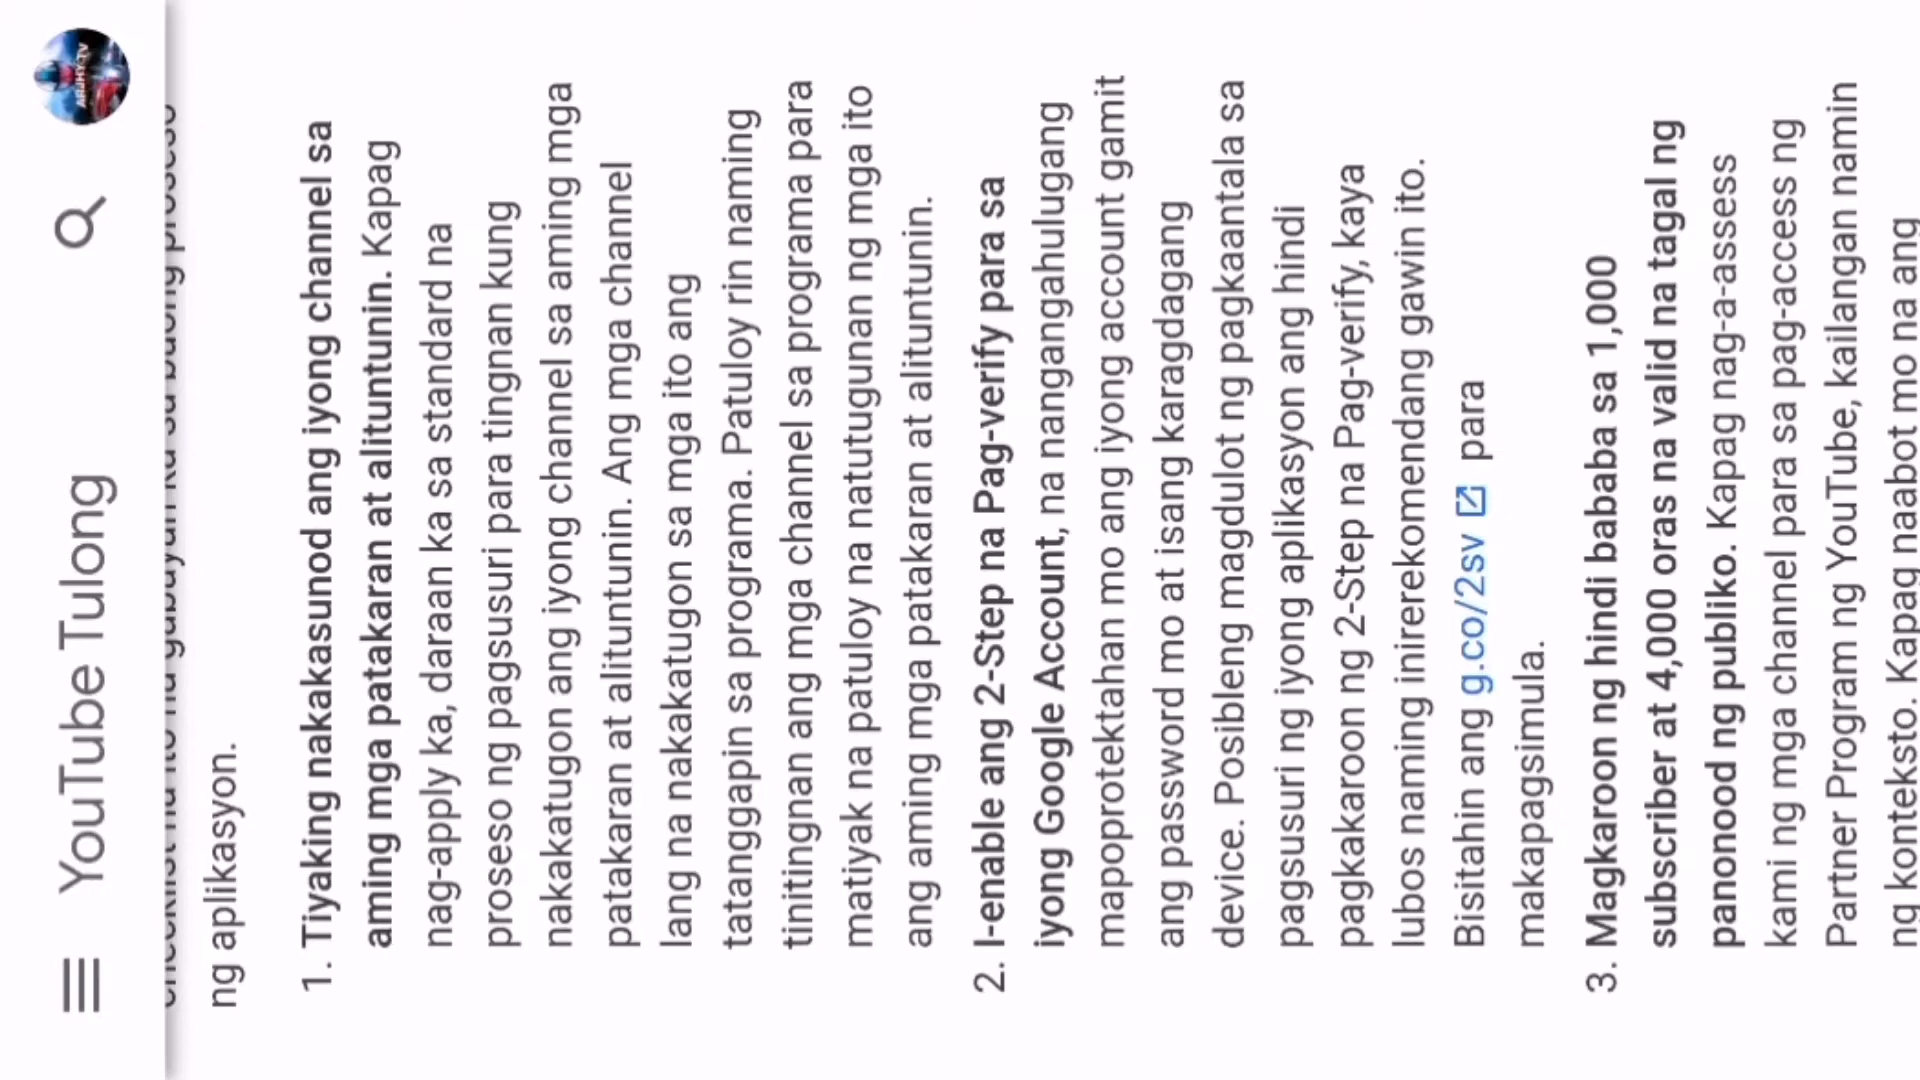 YouTube Tulong
ARJHY TV
ng aplikasyon.
1. Tiyaking nakakasunod ang iyong channel sa
aming mga patakaran at alituntunin. Kapag
nag-apply ka, daraan ka sa standard na
proseso ng pagsusuri para tingnan kung
nakakatugon ang iyong channel sa aming mga
patakaran at alituntunin. Ang mga channel
lang na nakakatugon sa mga ito ang
tatanggapin sa programa. Patuloy rin naming
tinitingnan ang mga channel sa programa para
matiyak na patuloy na natutugunan ng mga ito
ang aming mga patakaran at alituntunin.
2. I-enable ang 2-Step na Pag-verify para sa
iyong Google Account, na nangangahulugang
mapoprotektahan mo ang iyong account gamit
ang password mo at isang karagdagang
device. Posibleng magdulot ng pagkaantala sa
pagsusuri ng iyong aplikasyon ang hindi
pagkakaroon ng 2-Step na Pag-verify, kaya
lubos naming inirerekomendang gawin ito.
Bisitahin ang g.co/2sv para
makapagsimula.
3. Magkaroon ng hindi bababa sa 1,000
subscriber at 4,000 oras na valid na tagal ng
panonood ng publiko. Kapag nag-a-assess
kami ng mga channel para sa pag-access ng
Partner Program ng YouTube, kailangan namin
ng konteksto. Kapag naabot mo na ang